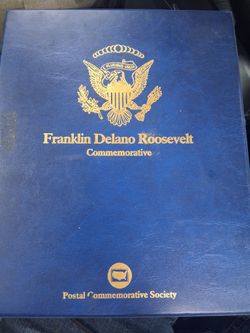 Franklin Delano Roosevelt
Commemorative
Postal Commemorative Society